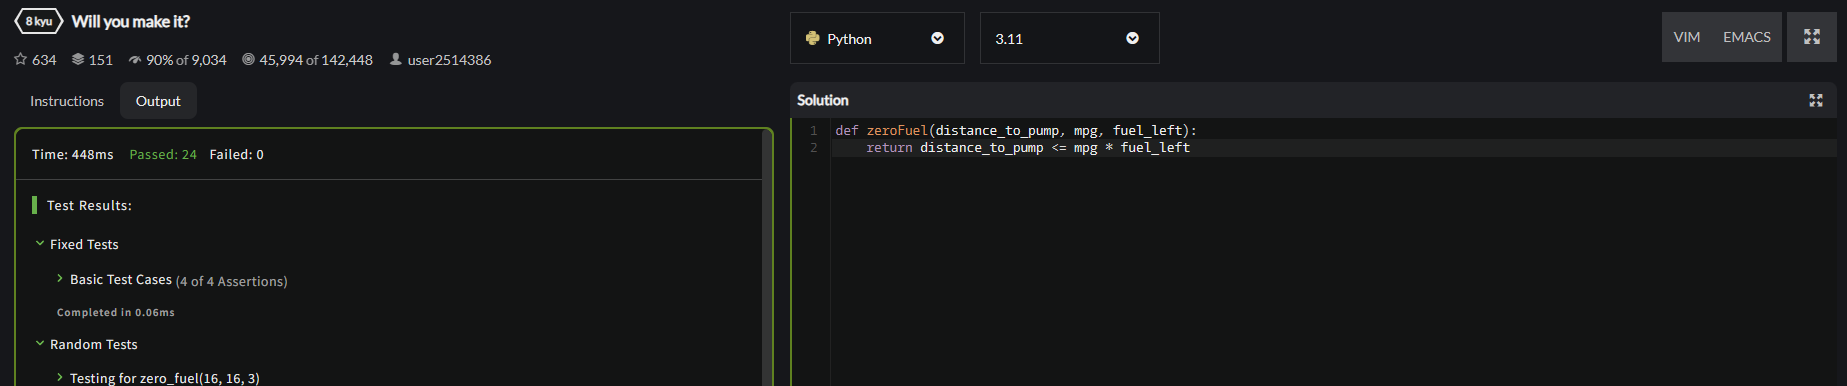 8 kyu Will you make it?
634 151 90% of 9,034 45,994 of 142,448 user2514386
Instructions Output
Time: 448ms Passed: 24 Failed: 0
Test Results:
Fixed Tests
Basic Test Cases (4 of 4 Assertions)
Completed in 0.06ms
Random Tests
Testing for zero_fuel(16, 16, 3)
Python 3.11 VIM EMACS
Solution
1 def zeroFuel(distance_to_pump, mpg, fuel_left):
2 return distance_to_pump <= mpg * fuel_left